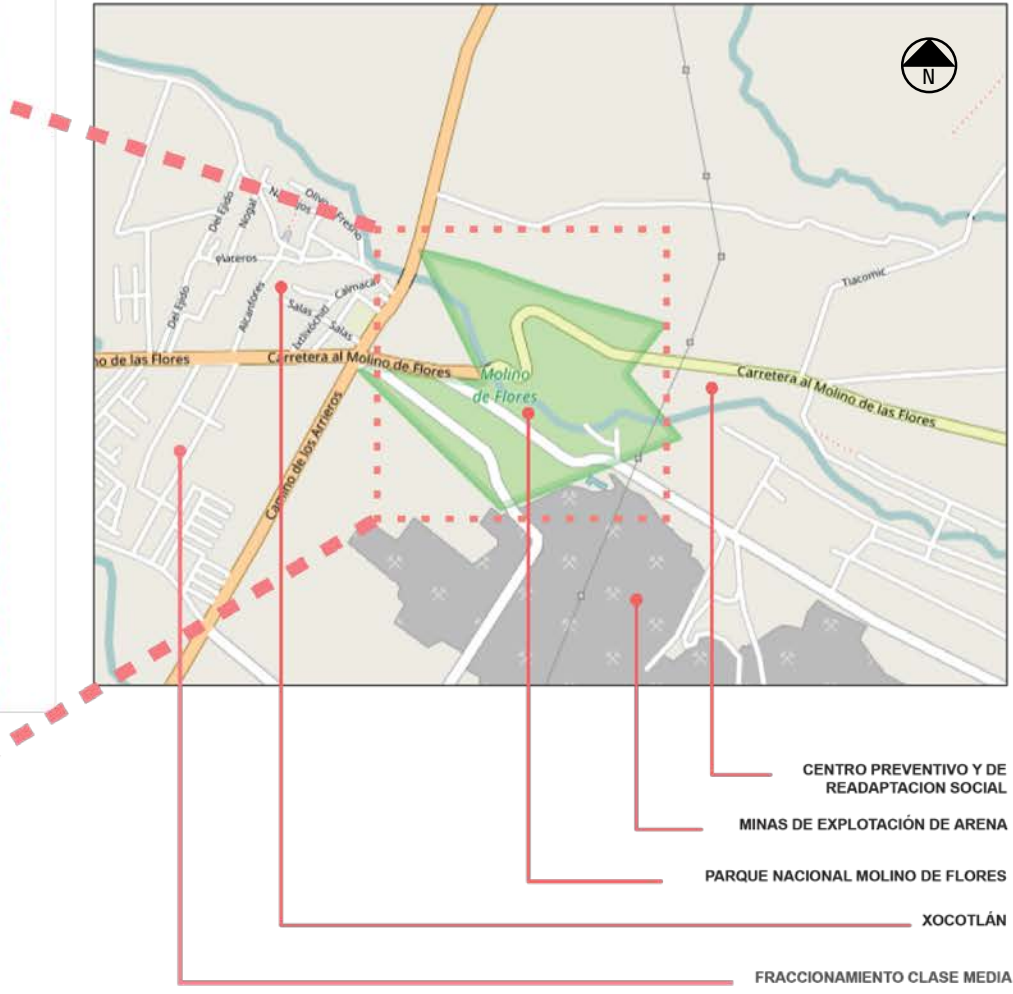 N
Del Ejido
Nogal
Olivo
Fresno
Plateros
Del Ejido
Alcanfores
Salas
Salas
Ixtlixóchitl
Calmacac
Tlacomic
no de las Flores
Carretera al Molino de Flores
Molino
de Flores
Carretera al Molino de las Flores
Camino de los Arrieros
CENTRO PREVENTIVO Y DE
READAPTACION SOCIAL
MINAS DE EXPLOTACIÓN DE ARENA
PARQUE NACIONAL MOLINO DE FLORES
XOCOTLÁN
FRACCIONAMIENTO CLASE MEDIA